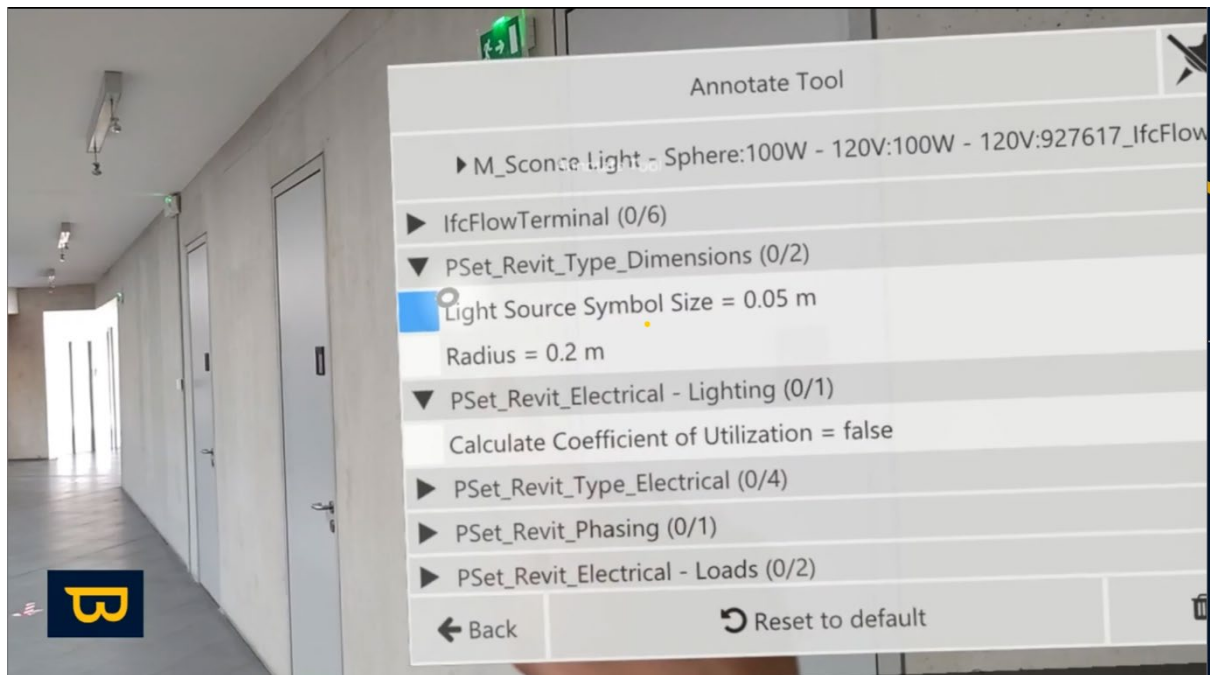 Annotate Tool
M_Sconce Light - Sphere:100W - 120V:100W - 120V:927617_IfcFlow
IfcFlowTerminal (0/6)
PSet_Revit_Type_Dimensions (0/2)
Light Source Symbol Size = 0.05 m
Radius = 0.2 m
PSet_Revit_Electrical - Lighting (0/1)
Calculate Coefficient of Utilization = false
PSet_Revit_Type_Electrical (0/4)
PSet_Revit_Phasing (0/1)
PSet_Revit_Electrical - Loads (0/2)
Back
Reset to default